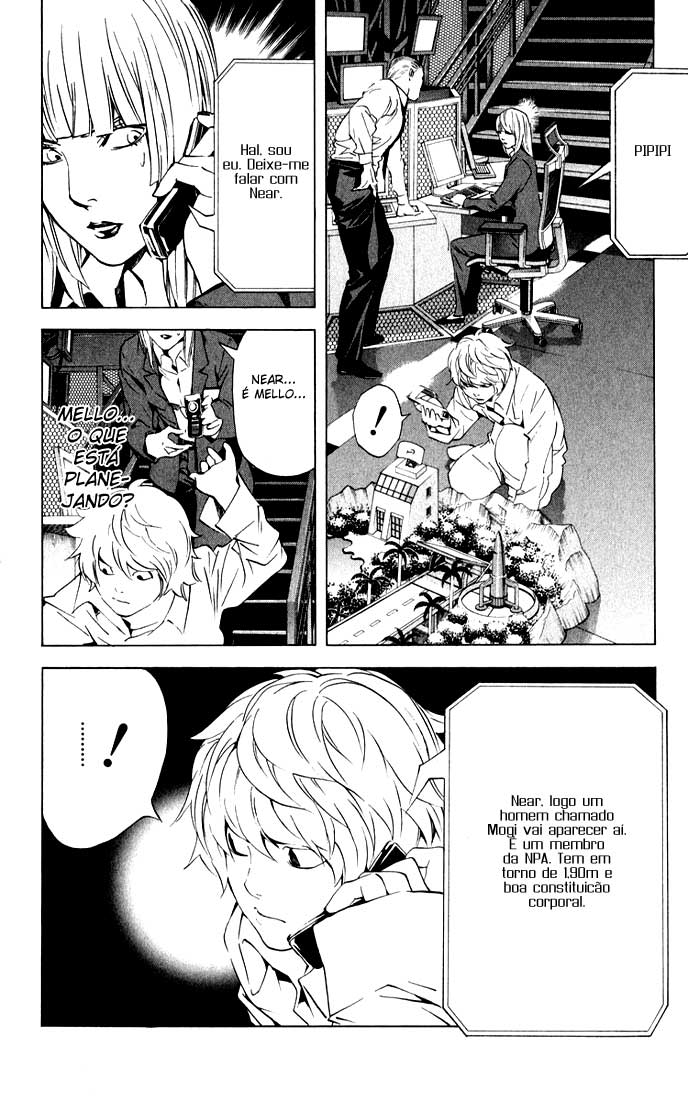 PIPIPI
!
Hal, sou
eu. Deixe-me
falar com
Near.
NEAR...
É MELLO...
MELLO...
O QUE
ESTÁ
PLANE-
JANDO?
Near, logo um
homem chamado
Mogi vai aparecer aí.
É um membro
da NPA. Tem em
torno de 1,90m e
boa constituicão
corporal.
.........!